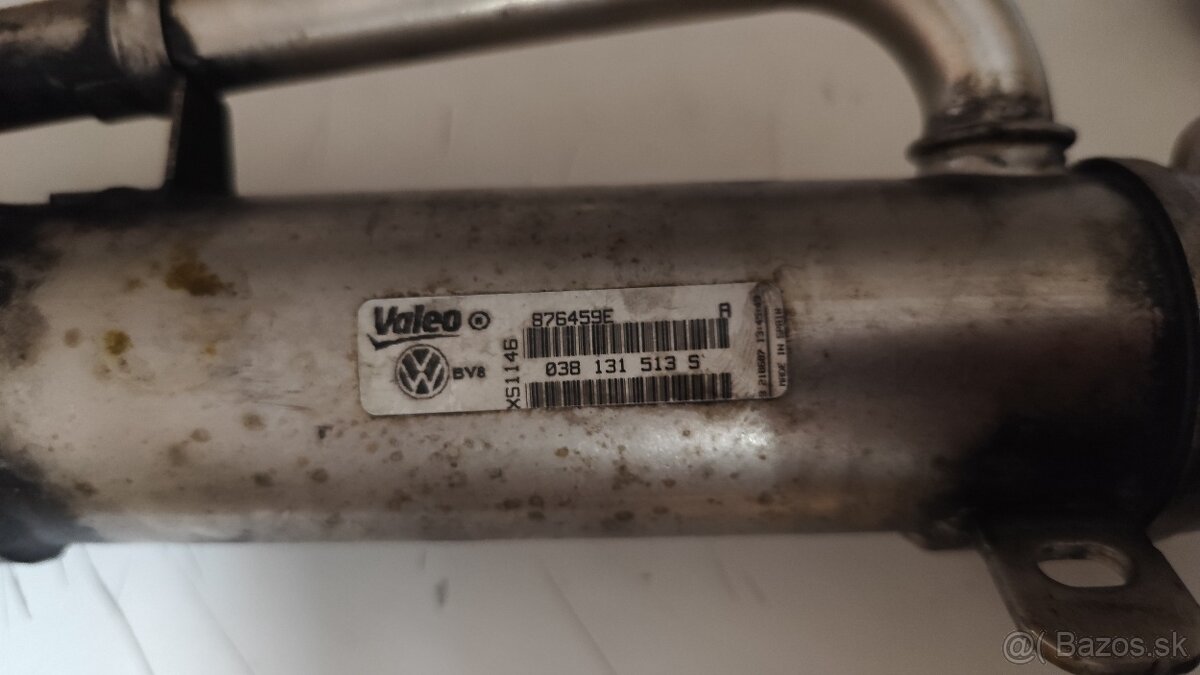 Valeo ®
BV8
XS1146
876459E A
038 131 513 S
MADE IN SPAIN
@( Bazos.sk